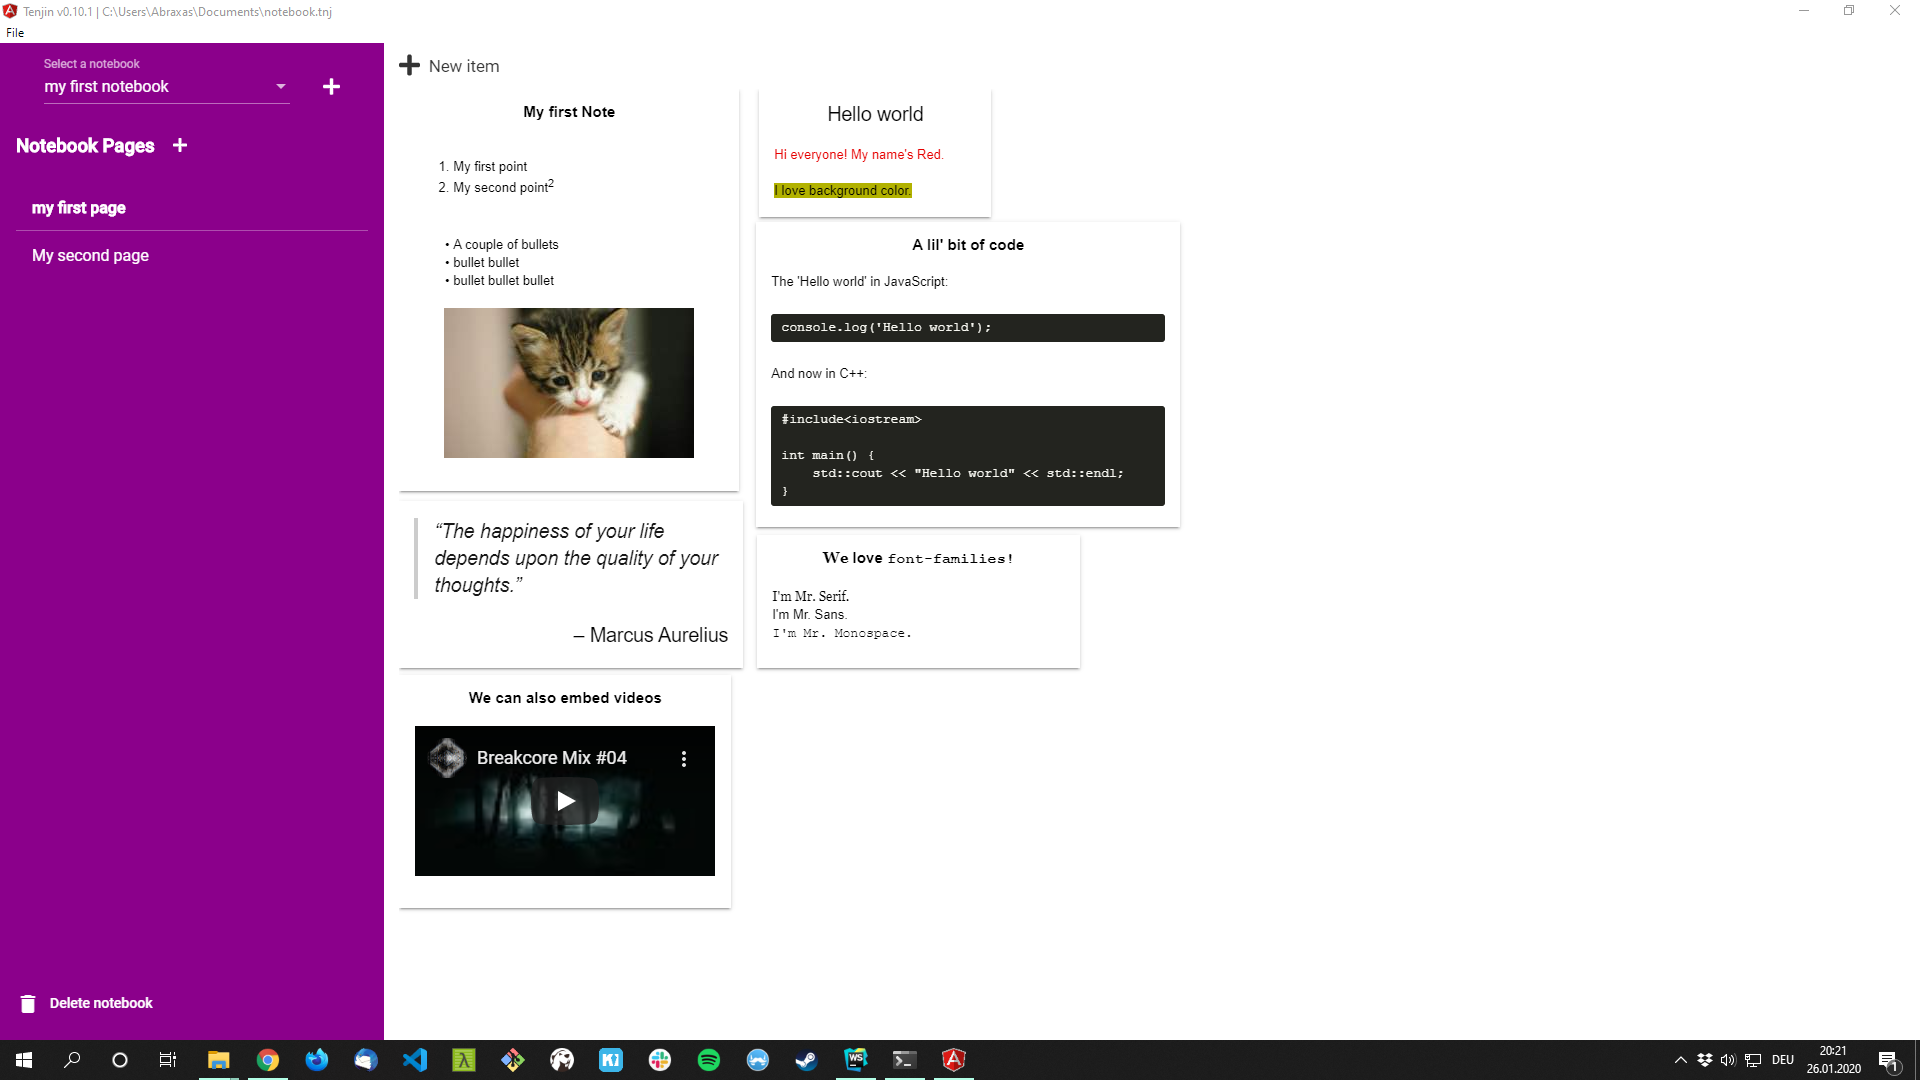 Tenjin v0.10.1 | C:\Users\Abraxas\Documents\notebook.tnj
File
Select a notebook
my first notebook
Notebook Pages
my first page
My second page
Delete notebook
New item
My first Note
1. My first point
2. My second point2
• A couple of bullets
• bullet bullet
• bullet bullet bullet
“The happiness of your life
depends upon the quality of your
thoughts.”
– Marcus Aurelius
We can also embed videos
Breakcore Mix #04
Hello world
Hi everyone! My name's Red.
I love background color.
A lil' bit of code
The 'Hello world' in JavaScript:
console.log('Hello world');
And now in C++:
#include<iostream>
int main() {
    std::cout << "Hello world" << std::endl;
}
We love font-families!
I'm Mr. Serif.
I'm Mr. Sans.
I'm Mr. Monospace.
WS
DEU
20:21
26.01.2020
1